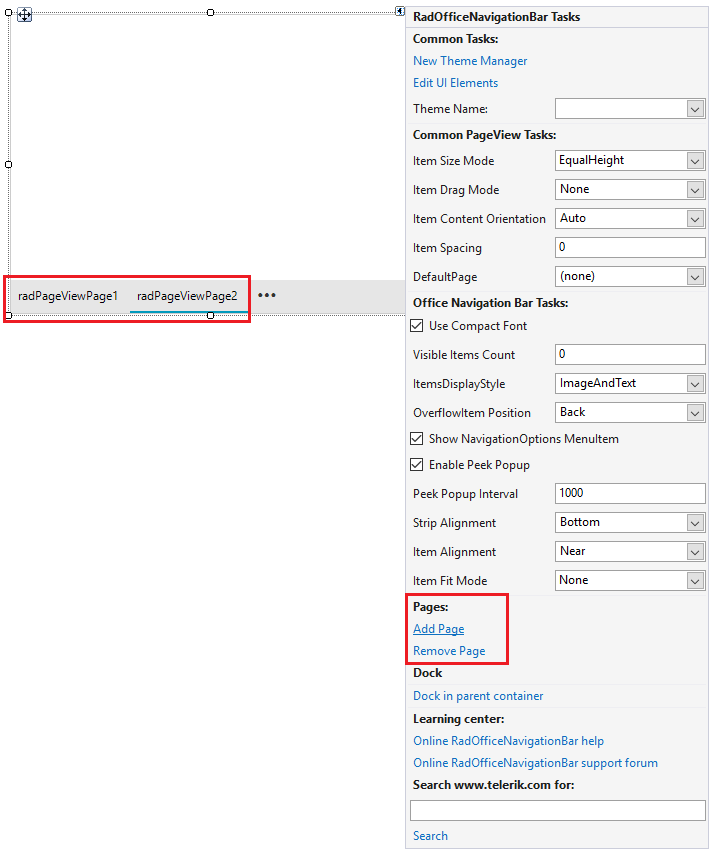 radPageViewPage1 radPageViewPage2 •••
RadOfficeNavigationBar Tasks
Common Tasks:
New Theme Manager
Edit UI Elements
Theme Name:
Common PageView Tasks:
Item Size Mode EqualHeight
Item Drag Mode None
Item Content Orientation Auto
Item Spacing 0
DefaultPage (none)
Office Navigation Bar Tasks:
Use Compact Font
Visible Items Count 0
ItemsDisplayStyle ImageAndText
OverflowItem Position Back
Show NavigationOptions MenuItem
Enable Peek Popup
Peek Popup Interval 1000
Strip Alignment Bottom
Item Alignment Near
Item Fit Mode None
Pages:
Add Page
Remove Page
Dock
Dock in parent container
Learning center:
Online RadOfficeNavigationBar help
Online RadOfficeNavigationBar support forum
Search www.telerik.com for:
Search